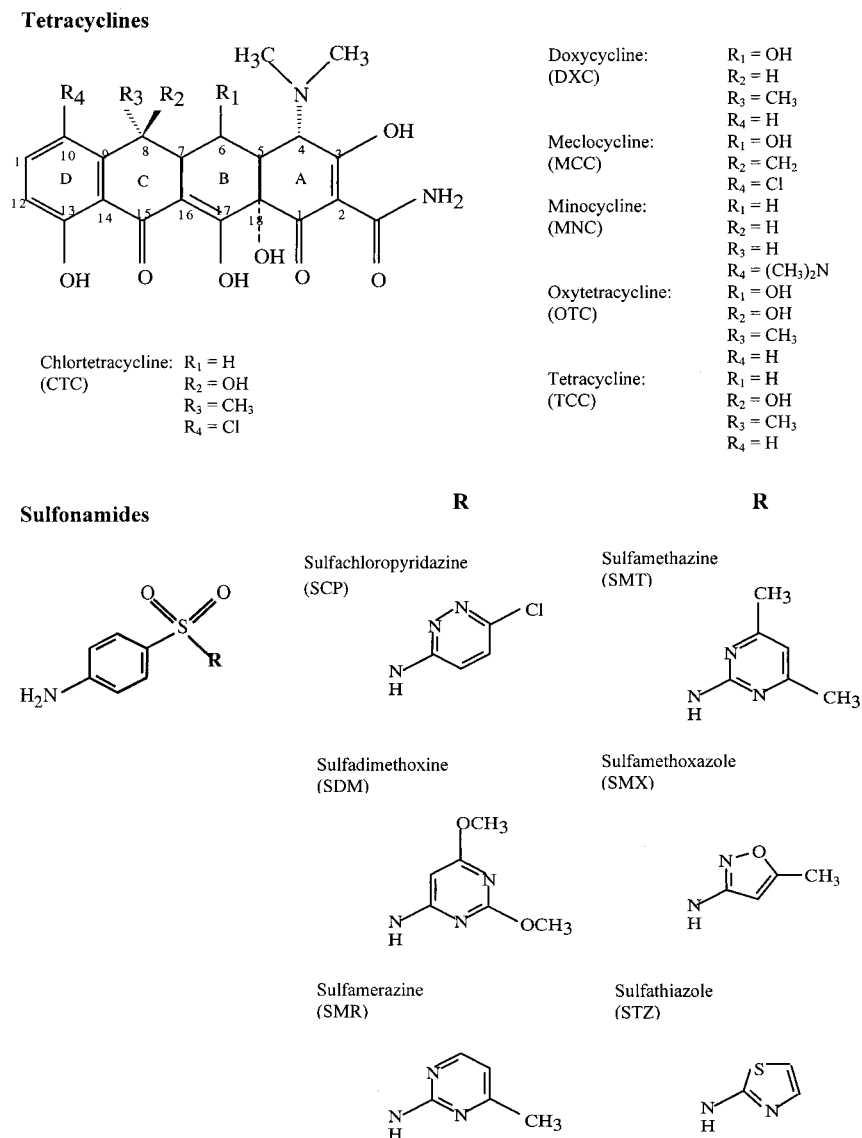 Tetracyclines
H₃C CH₃
N
R₄ R₃ R₂ R₁
10 9 8 7 6 5 4 3 OH
1 D C B A
12 13 14 15 16 17 18 1 2 NH₂
OH O OH OH O O
Chlortetracycline: R₁ = H
(CTC) R₂ = OH
R₃ = CH₃
R₄ = Cl
Doxycycline: R₁ = OH
(DXC) R₂ = H
R₃ = CH₃
R₄ = H
Meclocycline: R₁ = OH
(MCC) R₂ = CH₂
R₄ = Cl
Minocycline: R₁ = H
(MNC) R₂ = H
R₃ = H
R₄ = (CH₃)₂N
Oxytetracycline: R₁ = OH
(OTC) R₂ = OH
R₃ = CH₃
R₄ = H
Tetracycline: R₁ = H
(TCC) R₂ = OH
R₃ = CH₃
R₄ = H
Sulfonamides
O O
S
R
H₂N
R R
Sulfachloropyridazine
(SCP)
N Cl
N
N
H
Sulfamethazine
(SMT)
CH₃
N
N N CH₃
H
Sulfadimethoxine
(SDM)
OCH₃
N
N N OCH₃
H
Sulfamethoxazole
(SMX)
N O
CH₃
N
H
Sulfamerazine
(SMR)
N
N N CH₃
H
Sulfathiazole
(STZ)
S
N N
H